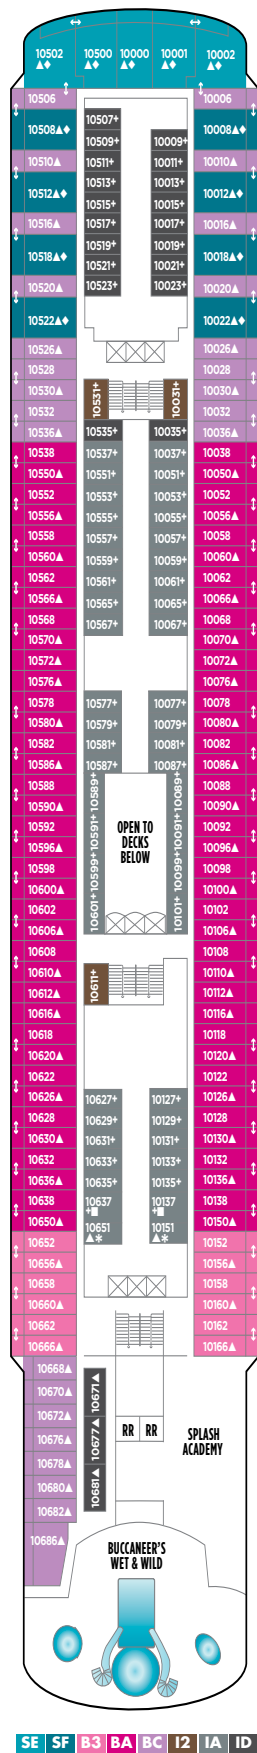 10502 10500 10000 10001 10002
▲♦ ▲♦ ▲♦ ▲♦ ▲♦
10506 10006
10507+
10508▲♦ 10008▲♦
10509+ 10009+
10510▲ 10511+ 10011+ 10010▲
10513+ 10013+
10512▲♦ 10012▲♦
10515+ 10015+
10516▲ 10517+ 10017+ 10016▲
10519+ 10019+
10518▲♦ 10018▲♦
10521+ 10021+
10520▲ 10523+ 10023+ 10020▲
10522▲♦ 10022▲♦
10526▲ 10026▲
10528 10028
10530▲ 10531+ 10031+ 10030▲
10532 10032
10536▲ 10535+ 10035+ 10036▲
10538 10537+ 10037+ 10038
10550▲ 10551+ 10051+ 10050▲
10552 10553+ 10053+ 10052
10556▲ 10555+ 10055+ 10056▲
10558 10557+ 10057+ 10058
10560▲ 10559+ 10059+ 10060▲
10562 10561+ 10061+ 10062
10566▲ 10565+ 10065+ 10066▲
10568 10567+ 10067+ 10068
10570▲ 10070▲
10572▲ 10072▲
10576▲ 10076▲
10578 10577+ 10077+ 10078
10580▲ 10579+ 10079+ 10080▲
10582 10581+ 10081+ 10082
10586▲ 10587+ 10087+ 10086▲
10588 10589+ 10089+ 10088
10590▲ 10090▲
10592 10591+ OPEN TO 10091+ 10092
10596▲ DECKS 10096▲
10598 10599+ BELOW 10099+ 10098
10600▲ 10100▲
10602 10601+ 10101+ 10102
10606▲ 10106▲
10608 10108
10610▲ 10611+ 10110▲
10612▲ 10112▲
10616▲ 10116▲
10618 10118
10620▲ 10120▲
10622 10122
10626▲ 10627+ 10127+ 10126▲
10628 10629+ 10129+ 10128
10630▲ 10631+ 10131+ 10130▲
10632 10633+ 10133+ 10132
10636▲ 10635+ 10135+ 10136▲
10638 10637 10137 10138
+■ +■
10650▲ 10651 10151 10150▲
▲* ▲*
10652 10152
10656▲ 10156▲
10658 10158
10660▲ 10160▲
10662 10162
10666▲ 10166▲
10668▲
10670▲ 10671▲
10672▲
10676▲ 10677▲ RR RR SPLASH
ACADEMY
10678▲
10680▲ 10681▲
10682▲
10686▲
BUCCANEER'S
WET & WILD
SE SF B3 BA BC I2 IA ID